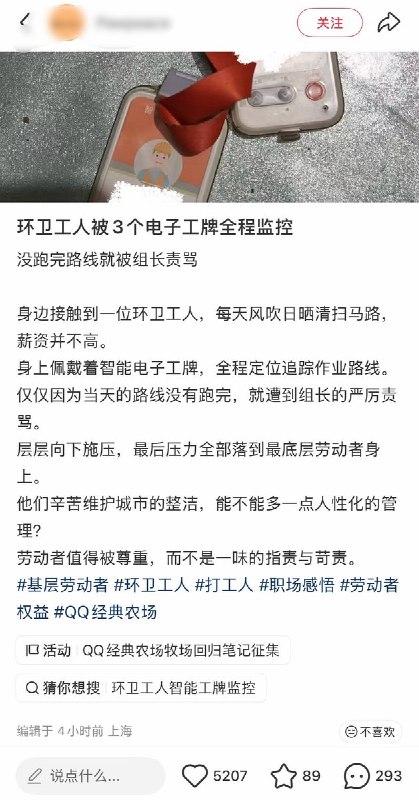 关注
环卫工人被3个电子工牌全程监控
没跑完路线就被组长责骂
身边接触到一位环卫工人，每天风吹日晒清扫马路，
薪资并不高。
身上佩戴着智能电子工牌，全程定位追踪作业路线。
仅仅因为当天的路线没有跑完，就遭到组长的严厉责
骂。
层层向下施压，最后压力全部落到最底层劳动者身
上。
他们辛苦维护城市的整洁，能不能多一点人性化的管
理？
劳动者值得被尊重，而不是一味的指责与苛责。
#基层劳动者 #环卫工人 #打工人 #职场感悟 #劳动者
权益 #QQ经典农场
活动 QQ经典农场牧场回归笔记征集
猜你想搜 环卫工人智能工牌监控
编辑于 4小时前 上海
不喜欢
说点什么...
5207
89
293